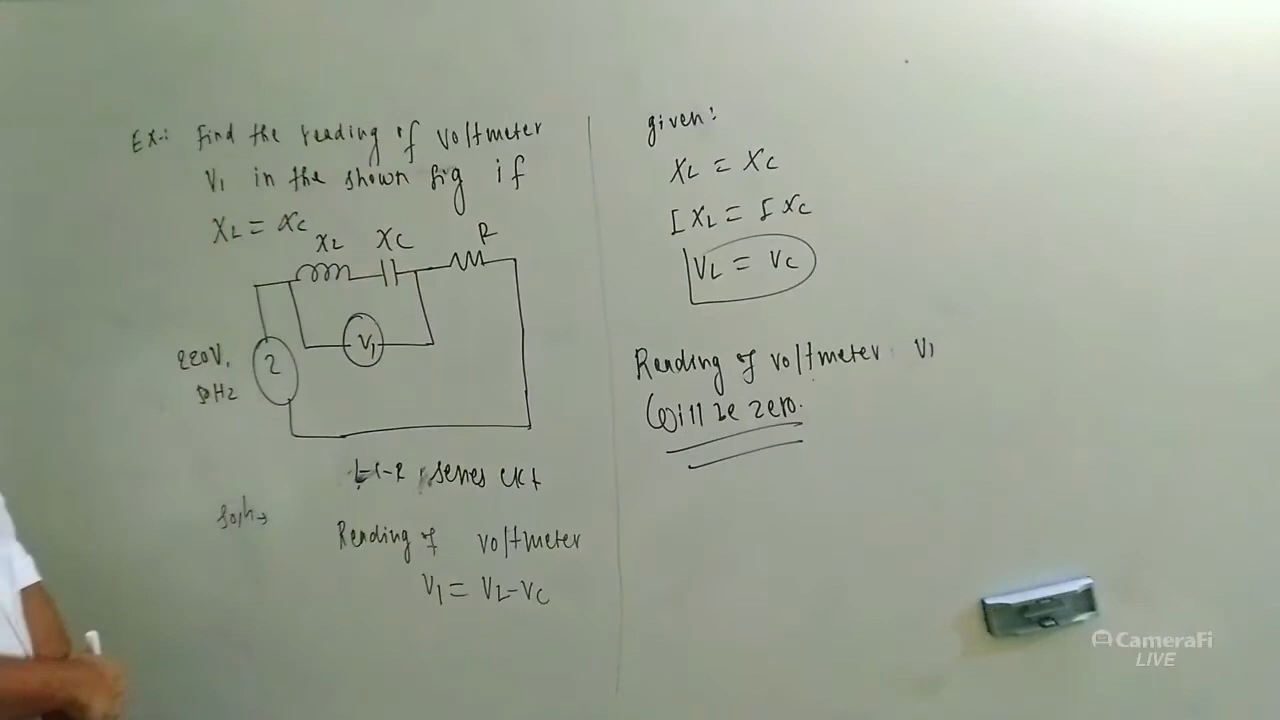 Ex.: Find the reading of voltmeter
V1 in the shown fig if
XL = XC
XL XC R
V1
220V,
50Hz
L-C-R series ckt
Soln →
Reading of voltmeter
V1 = VL-VC
given:
XL = XC
I XL = I XC
VL = VC
Reading of voltmeter V1
Will be zero.
CameraFi
LIVE